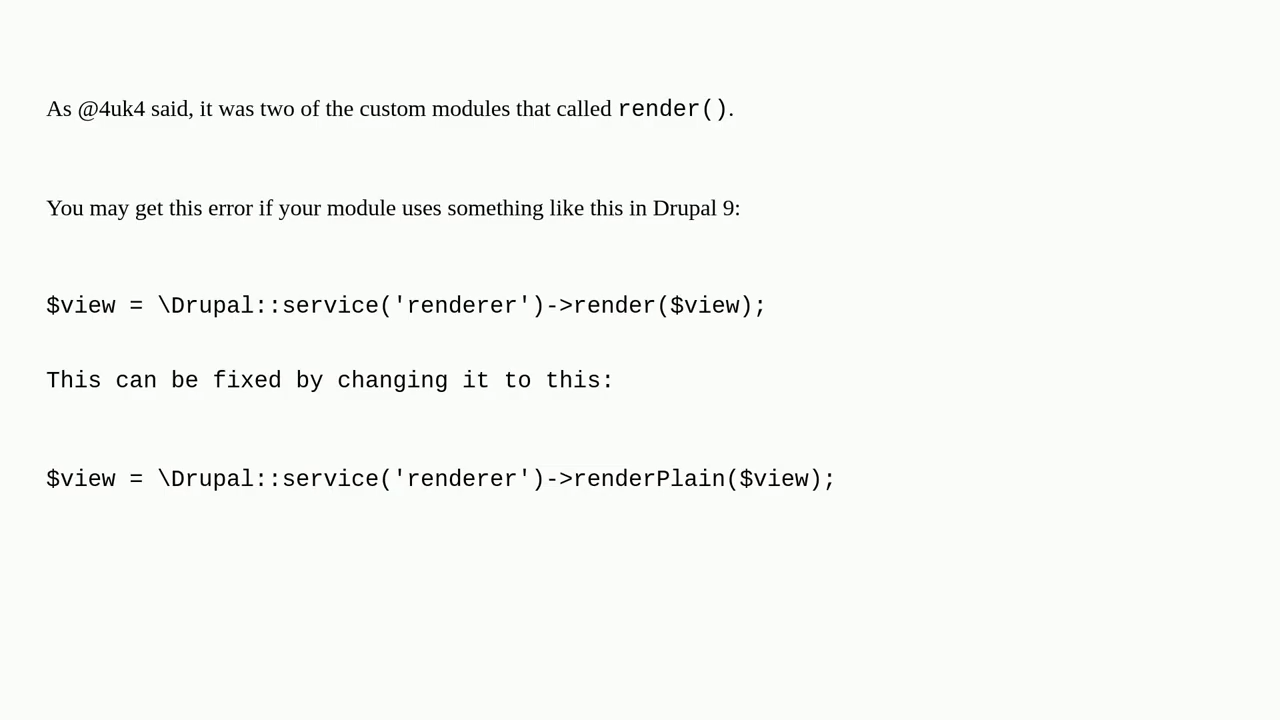 As @4uk4 said, it was two of the custom modules that called render().
You may get this error if your module uses something like this in Drupal 9:
$view = \Drupal::service('renderer')->render($view);
This can be fixed by changing it to this:
$view = \Drupal::service('renderer')->renderPlain($view);